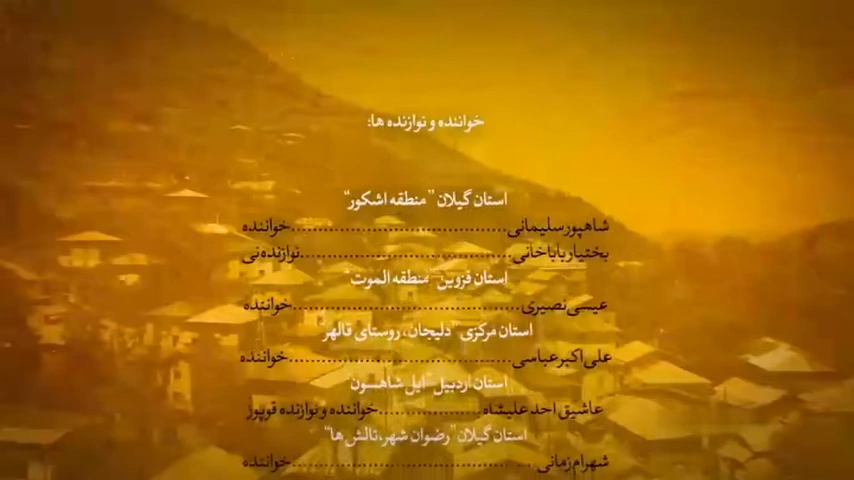 خواننده و نوازنده ها:
استان گیلان "منطقه اشکور"
شاهپور سلیمانی..................................خواننده
بختیار باباخانی..................................نوازنده نی
استان قزوین "منطقه الموت"
عیسی نصیری..................................خواننده
استان مرکزی "دلیجان، روستای قالهر"
علی اکبر عباسی..................................خواننده
استان اردبیل "ایل شاهسون"
عاشیق احد علیشاه..................خواننده و نوازنده قوپوز
استان گیلان "رضوان شهر، تالش ها"
شهرام زمانی..................................خواننده